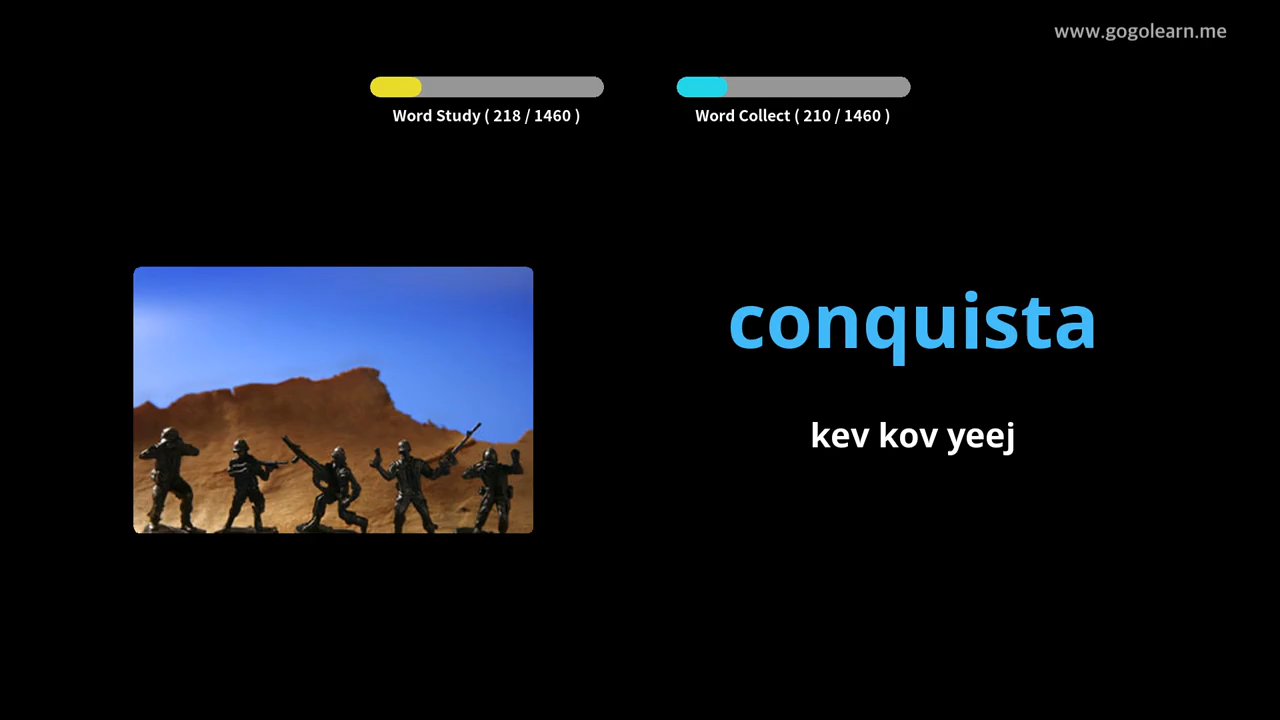 www.gogolearn.me
Word Study ( 218 / 1460 )
Word Collect ( 210 / 1460 )
conquista
kev kov yeej